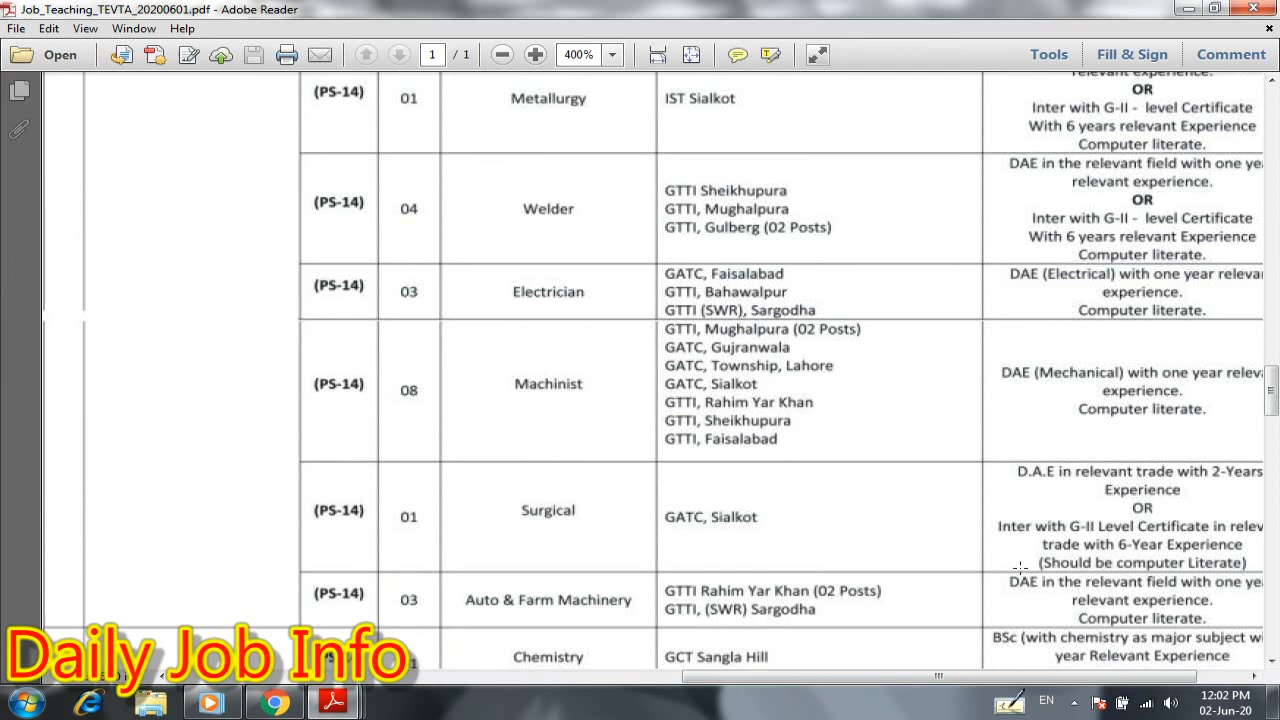 Job_Teaching_TEVTA_20200601.pdf - Adobe Reader
File Edit View Window Help
Open 1 / 1 400% Tools Fill & Sign Comment
relevant experience.
OR
(PS-14) 01 Metallurgy IST Sialkot
Inter with G-II - level Certificate
With 6 years relevant Experience
Computer literate.
DAE in the relevant field with one yea
relevant experience.
OR
(PS-14) 04 Welder
GTTI Sheikhupura
GTTI, Mughalpura
GTTI, Gulberg (02 Posts)
Inter with G-II - level Certificate
With 6 years relevant Experience
Computer literate.
(PS-14) 03 Electrician
GATC, Faisalabad
GTTI, Bahawalpur
GTTI (SWR), Sargodha
DAE (Electrical) with one year releva
experience.
Computer literate.
(PS-14) 08 Machinist
GTTI, Mughalpura (02 Posts)
GATC, Gujranwala
GATC, Township, Lahore
GATC, Sialkot
GTTI, Rahim Yar Khan
GTTI, Sheikhupura
GTTI, Faisalabad
DAE (Mechanical) with one year relev
experience.
Computer literate.
(PS-14) 01 Surgical GATC, Sialkot
D.A.E in relevant trade with 2-Years
Experience
OR
Inter with G-II Level Certificate in relev
trade with 6-Year Experience
(Should be computer Literate)
(PS-14) 03 Auto & Farm Machinery
GTTI Rahim Yar Khan (02 Posts)
GTTI, (SWR) Sargodha
DAE in the relevant field with one yea
relevant experience.
Computer literate.
Chemistry GCT Sangla Hill
BSc (with chemistry as major subject wi
year Relevant Experience
Daily Job Info
EN
12:02 PM
02-Jun-20